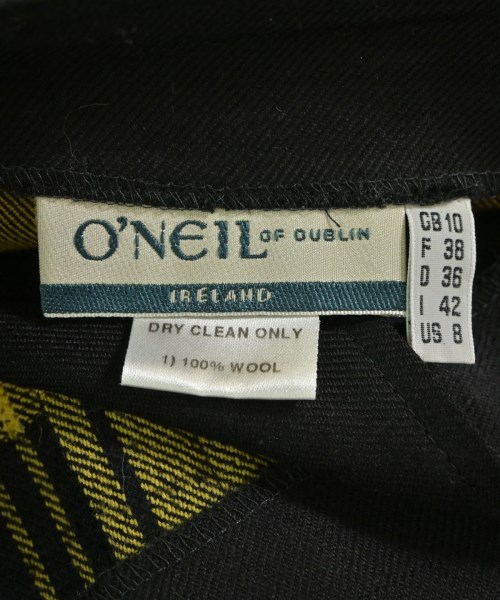 O'NEIL OF DUBLIN
IRELAND
DRY CLEAN ONLY
1) 100% WOOL
GB 10
F 38
D 36
I 42
US 8